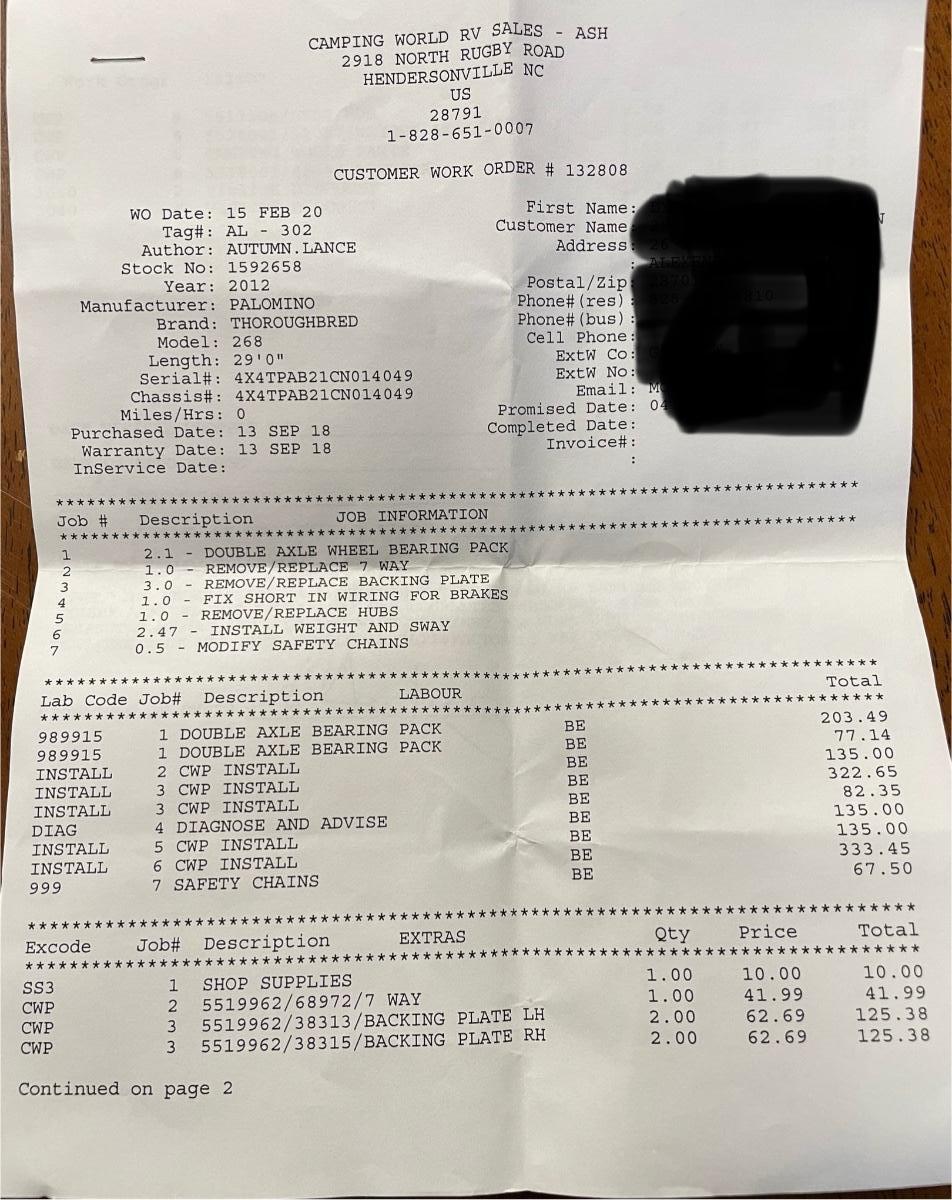 CAMPING WORLD RV SALES - ASH
2918 NORTH RUGBY ROAD
HENDERSONVILLE NC
US
28791
1-828-651-0007
CUSTOMER WORK ORDER # 132808
WO Date: 15 FEB 20
Tag#: AL - 302
Author: AUTUMN.LANCE
Stock No: 1592658
Year: 2012
Manufacturer: PALOMINO
Brand: THOROUGHBRED
Model: 268
Length: 29'0"
Serial#: 4X4TPAB21CN014049
Chassis#: 4X4TPAB21CN014049
Miles/Hrs: 0
Purchased Date: 13 SEP 18
Warranty Date: 13 SEP 18
InService Date:
First Name:
Customer Name:
Address:
:
Postal/Zip:
Phone#(res):
Phone#(bus):
Cell Phone:
ExtW Co:
ExtW No:
Email:
Promised Date: 04
Completed Date:
Invoice#:
:
********************************************************************************
Job # Description JOB INFORMATION
********************************************************************************
1 2.1 - DOUBLE AXLE WHEEL BEARING PACK
2 1.0 - REMOVE/REPLACE 7 WAY
3 3.0 - REMOVE/REPLACE BACKING PLATE
4 1.0 - FIX SHORT IN WIRING FOR BRAKES
5 1.0 - REMOVE/REPLACE HUBS
6 2.47 - INSTALL WEIGHT AND SWAY
7 0.5 - MODIFY SAFETY CHAINS
********************************************************************************
Lab Code Job# Description LABOUR Total
********************************************************************************
989915 1 DOUBLE AXLE BEARING PACK BE 203.49
989915 1 DOUBLE AXLE BEARING PACK BE 77.14
INSTALL 2 CWP INSTALL BE 135.00
INSTALL 3 CWP INSTALL BE 322.65
INSTALL 3 CWP INSTALL BE 82.35
DIAG 4 DIAGNOSE AND ADVISE BE 135.00
INSTALL 5 CWP INSTALL BE 135.00
INSTALL 6 CWP INSTALL BE 333.45
999 7 SAFETY CHAINS BE 67.50
********************************************************************************
Excode Job# Description EXTRAS Qty Price Total
********************************************************************************
SS3 1 SHOP SUPPLIES 1.00 10.00 10.00
CWP 2 5519962/68972/7 WAY 1.00 41.99 41.99
CWP 3 5519962/38313/BACKING PLATE LH 2.00 62.69 125.38
CWP 3 5519962/38315/BACKING PLATE RH 2.00 62.69 125.38
Continued on page 2